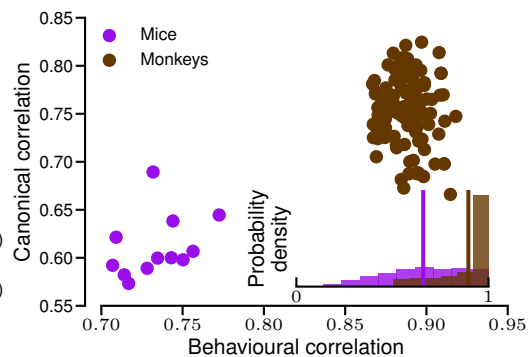 0.85
0.80
0.75
0.70
0.65
0.60
0.55
Canonical correlation
)
)
Mice
Monkeys
Probability
density
0 1
0.70 0.75 0.80 0.85 0.90 0.95
Behavioural correlation